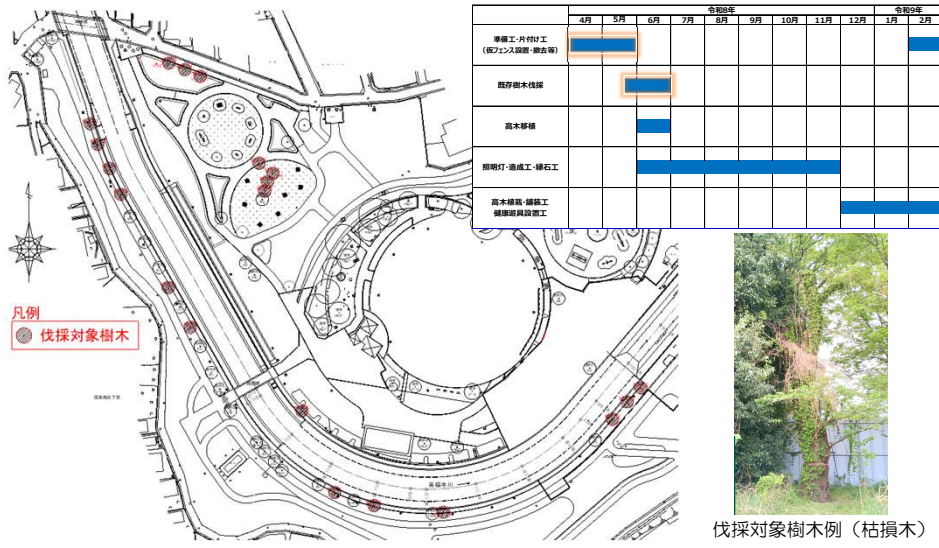 令和8年
令和9年
4月 5月 6月 7月 8月 9月 10月 11月 12月 1月 2月
準備工・片付け工
(仮フェンス設置・撤去等)
既存樹木伐採
高木移植
照明灯・造成工・縁石工
高木植栽・舗装工
健康遊具設置工
凡例
伐採対象樹木
善福寺川
伐採対象樹木例（枯損木）